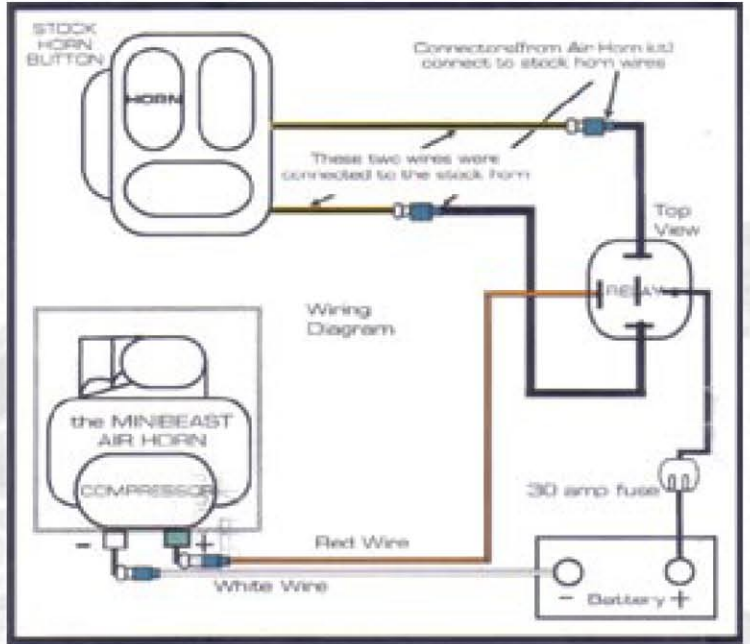 STOCK
HORN
BUTTON
HORN
Connectors(from Air Horn kit)
connect to stock horn wires
These two wires were
connected to the stock horn
Top
View
RELAY
Wiring
Diagram
the MINIBEAST
AIR HORN
COMPRESSOR
- +
30 amp fuse
Red Wire
White Wire
- Battery +